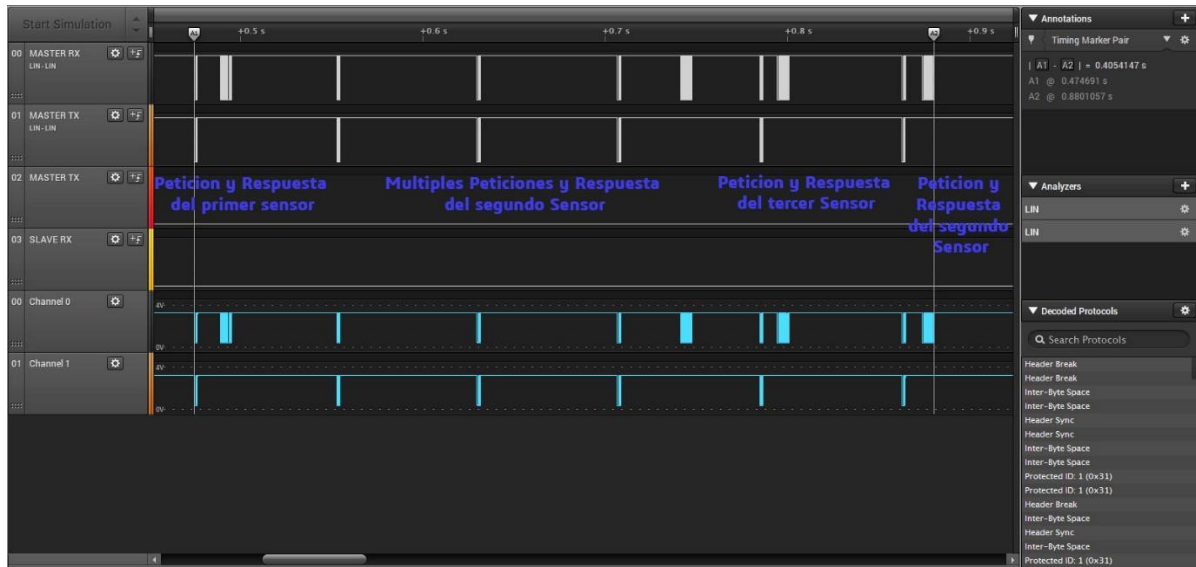 Start Simulation
+0.5 s
+0.6 s
+0.7 s
+0.8 s
+0.9 s
A1
A2
00 MASTER RX
LIN - LIN
01 MASTER TX
LIN - LIN
02 MASTER TX
03 SLAVE RX
00 Channel 0
01 Channel 1
4V
0V
4V
0V
Peticion y Respuesta
del primer sensor
Multiples Peticiones y Respuesta
del segundo Sensor
Peticion y Respuesta
del tercer Sensor
Peticion y
Respuesta
del segundo
Sensor
Annotations
Timing Marker Pair
| A1 - A2 | = 0.4054147 s
A1 @ 0.474691 s
A2 @ 0.8801057 s
Analyzers
LIN
LIN
Decoded Protocols
Search Protocols
Header Break
Header Break
Inter-Byte Space
Inter-Byte Space
Header Sync
Header Sync
Inter-Byte Space
Inter-Byte Space
Protected ID: 1 (0x31)
Protected ID: 1 (0x31)
Header Break
Inter-Byte Space
Header Sync
Inter-Byte Space
Protected ID: 1 (0x31)